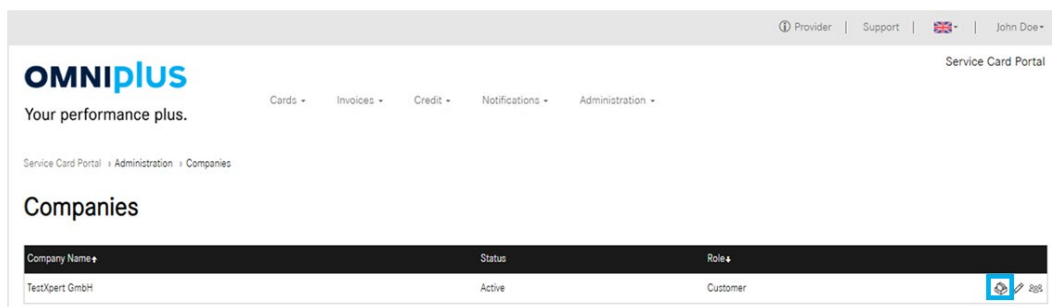 Provider | Support | John Doe
OMNIplus
Service Card Portal
Your performance plus.
Cards Invoices Credit Notifications Administration
Service Card Portal › Administration › Companies
Companies
Company Name Status Role
TestXpert GmbH Active Customer